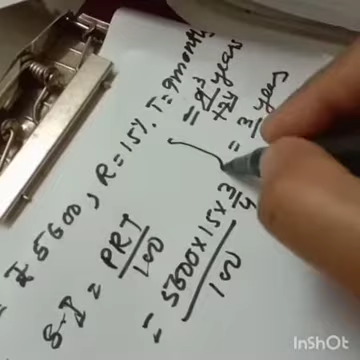 ₹ 5600, R = 15%. T = 9 months
= 9/12 years
= 3/4 years
S.I = PRT/100
= 5600×15×3/4 / 100
InShOt